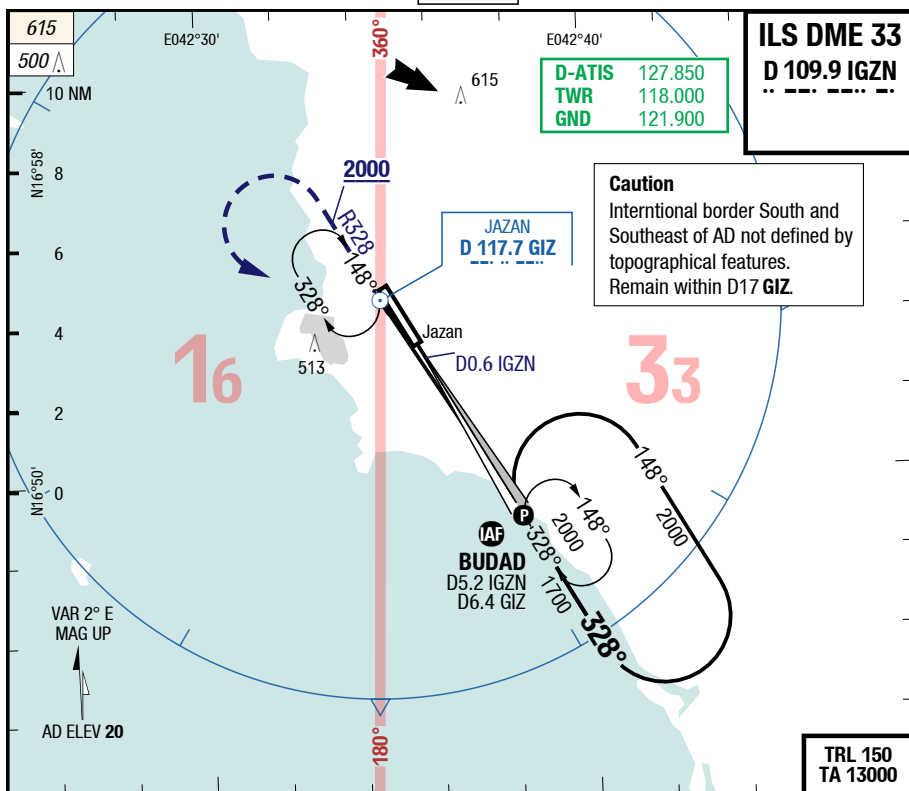 615
500
E042°30'
360°
E042°40'
ILS DME 33
D 109.9 IGZN
D-ATIS 127.850
TWR 118.000
GND 121.900
10 NM
615
N16°58'
8
2000
Caution
Interntional border South and
Southeast of AD not defined by
topographical features.
Remain within D17 GIZ.
JAZAN
D 117.7 GIZ
R328
6
148°
328°
4
Jazan
D0.6 IGZN
513
16
33
2
148°
N16°50'
0
P
148°
2000
2000
IAF
328°
BUDAD
D5.2 IGZN
D6.4 GIZ
1700
328°
VAR 2° E
MAG UP
AD ELEV 20
180°
TRL 150
TA 13000